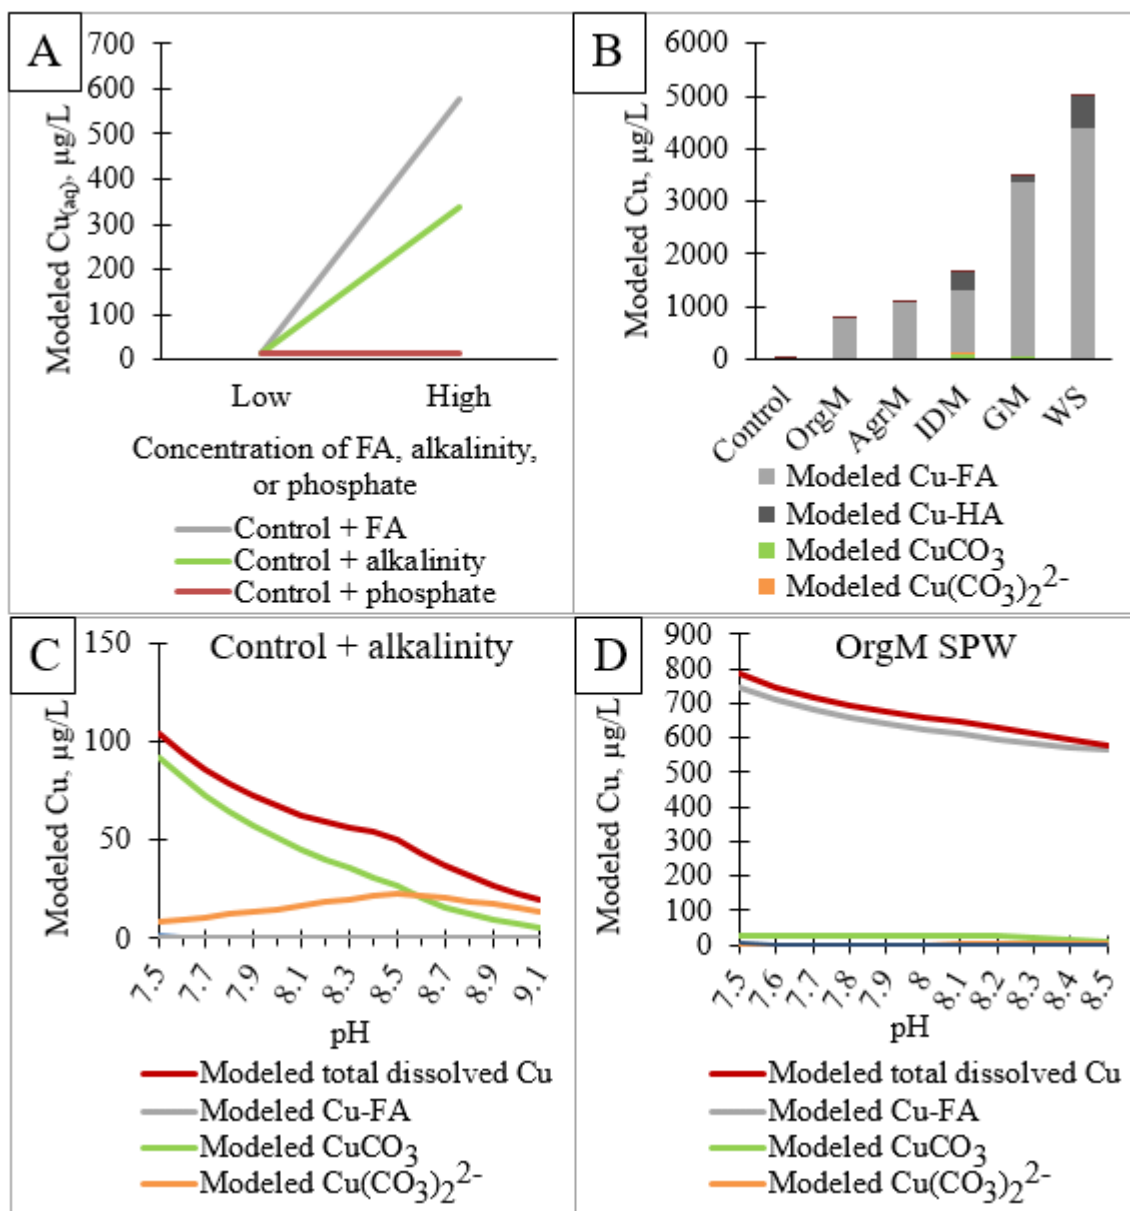 A
Modeled Cu(aq), µg/L
700
600
500
400
300
200
100
0
Low
High
Concentration of FA, alkalinity,
or phosphate
Control + FA
Control + alkalinity
Control + phosphate
B
Modeled Cu, µg/L
6000
5000
4000
3000
2000
1000
0
Control
OrgM
AgrM
IDM
GM
WS
Modeled Cu-FA
Modeled Cu-HA
Modeled CuCO3
Modeled Cu(CO3)2 2-
C
Control + alkalinity
Modeled Cu, µg/L
150
100
50
0
7.5
7.7
7.9
8.1
8.3
8.5
8.7
8.9
9.1
pH
Modeled total dissolved Cu
Modeled Cu-FA
Modeled CuCO3
Modeled Cu(CO3)2 2-
D
OrgM SPW
Modeled Cu, µg/L
900
800
700
600
500
400
300
200
100
0
7.5
7.6
7.7
7.8
7.9
8
8.1
8.2
8.3
8.4
8.5
pH
Modeled total dissolved Cu
Modeled Cu-FA
Modeled CuCO3
Modeled Cu(CO3)2 2-